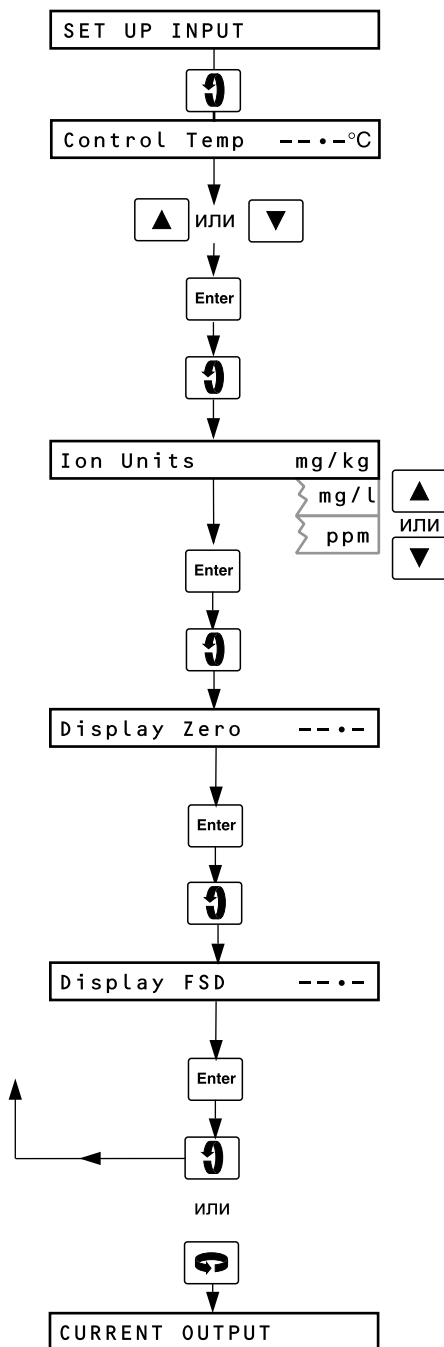 SET UP INPUT
Control Temp --.-°C
или
Enter
Ion Units mg/kg
mg/l
ppm
или
Enter
Display Zero --.-
Enter
Display FSD --.-
Enter
или
CURRENT OUTPUT